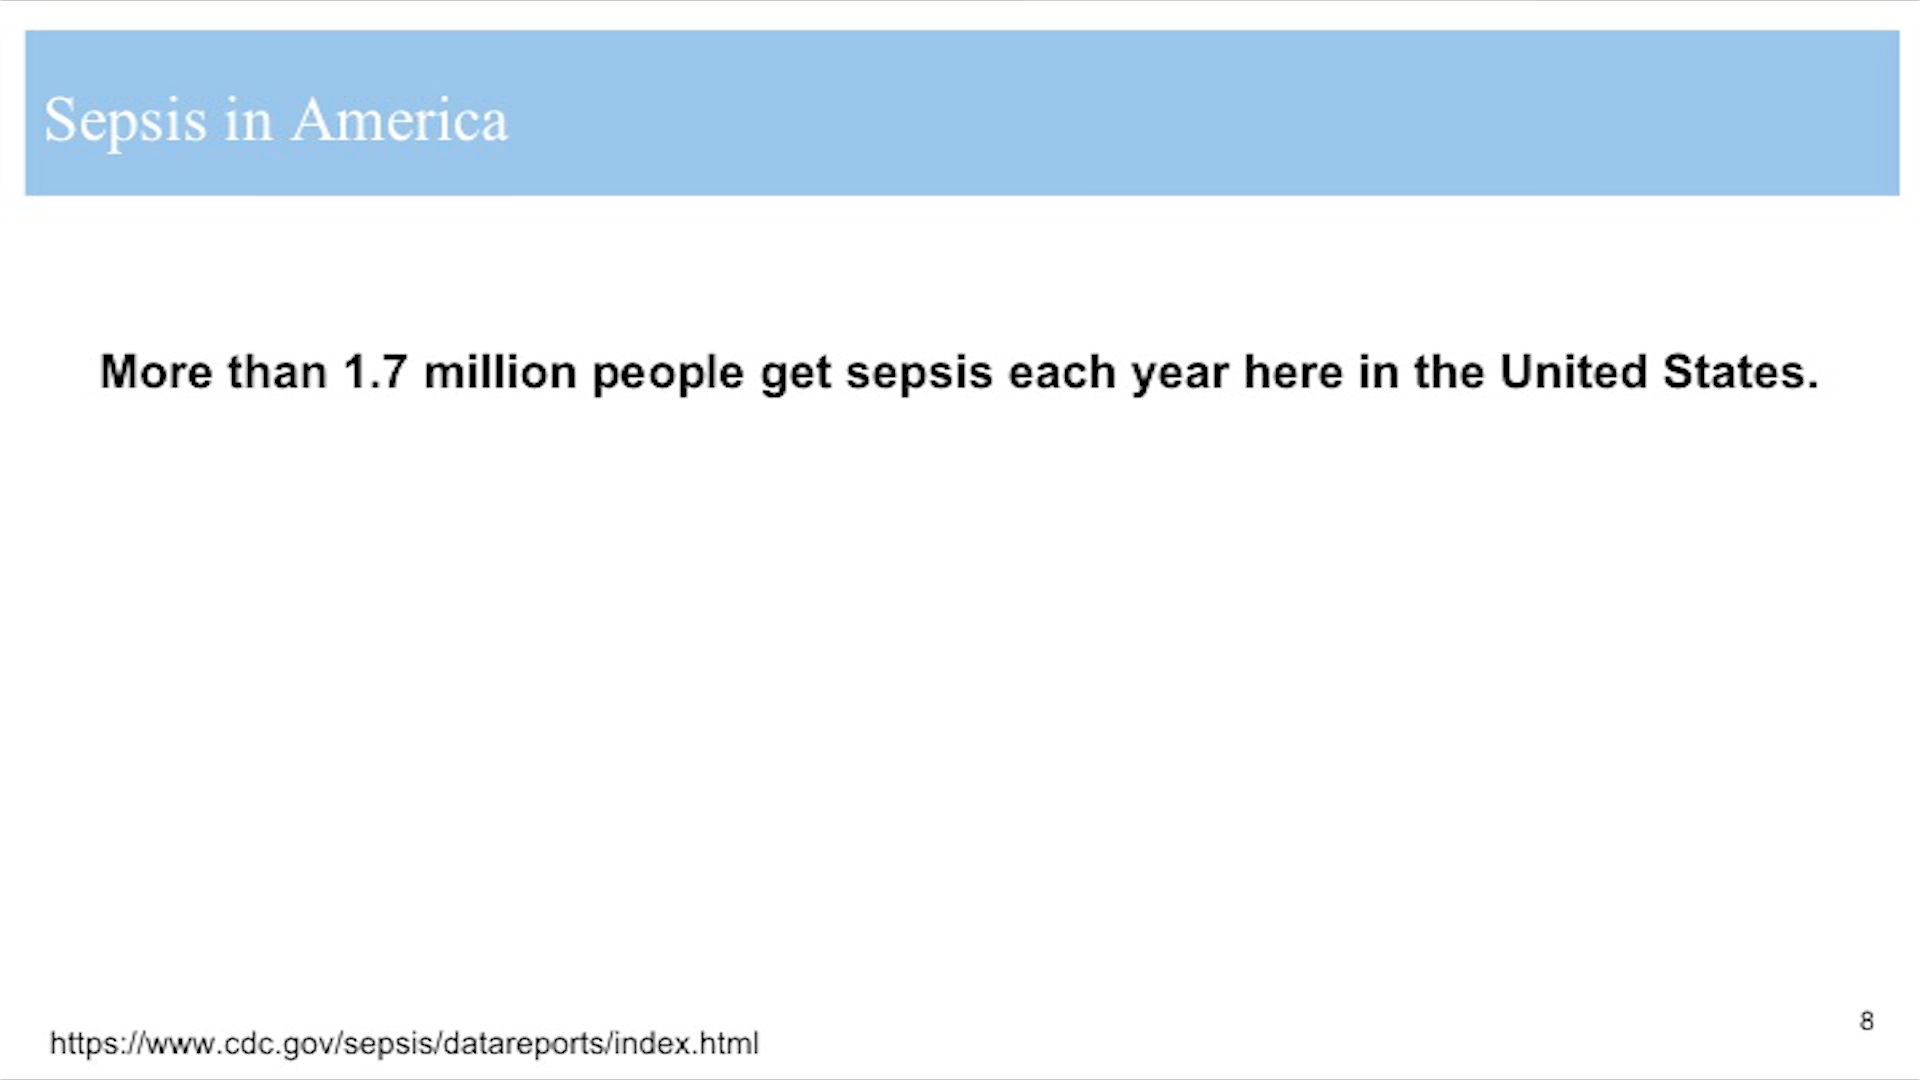 Sepsis in America
More than 1.7 million people get sepsis each year here in the United States.
8
https://www.cdc.gov/sepsis/datareports/index.html